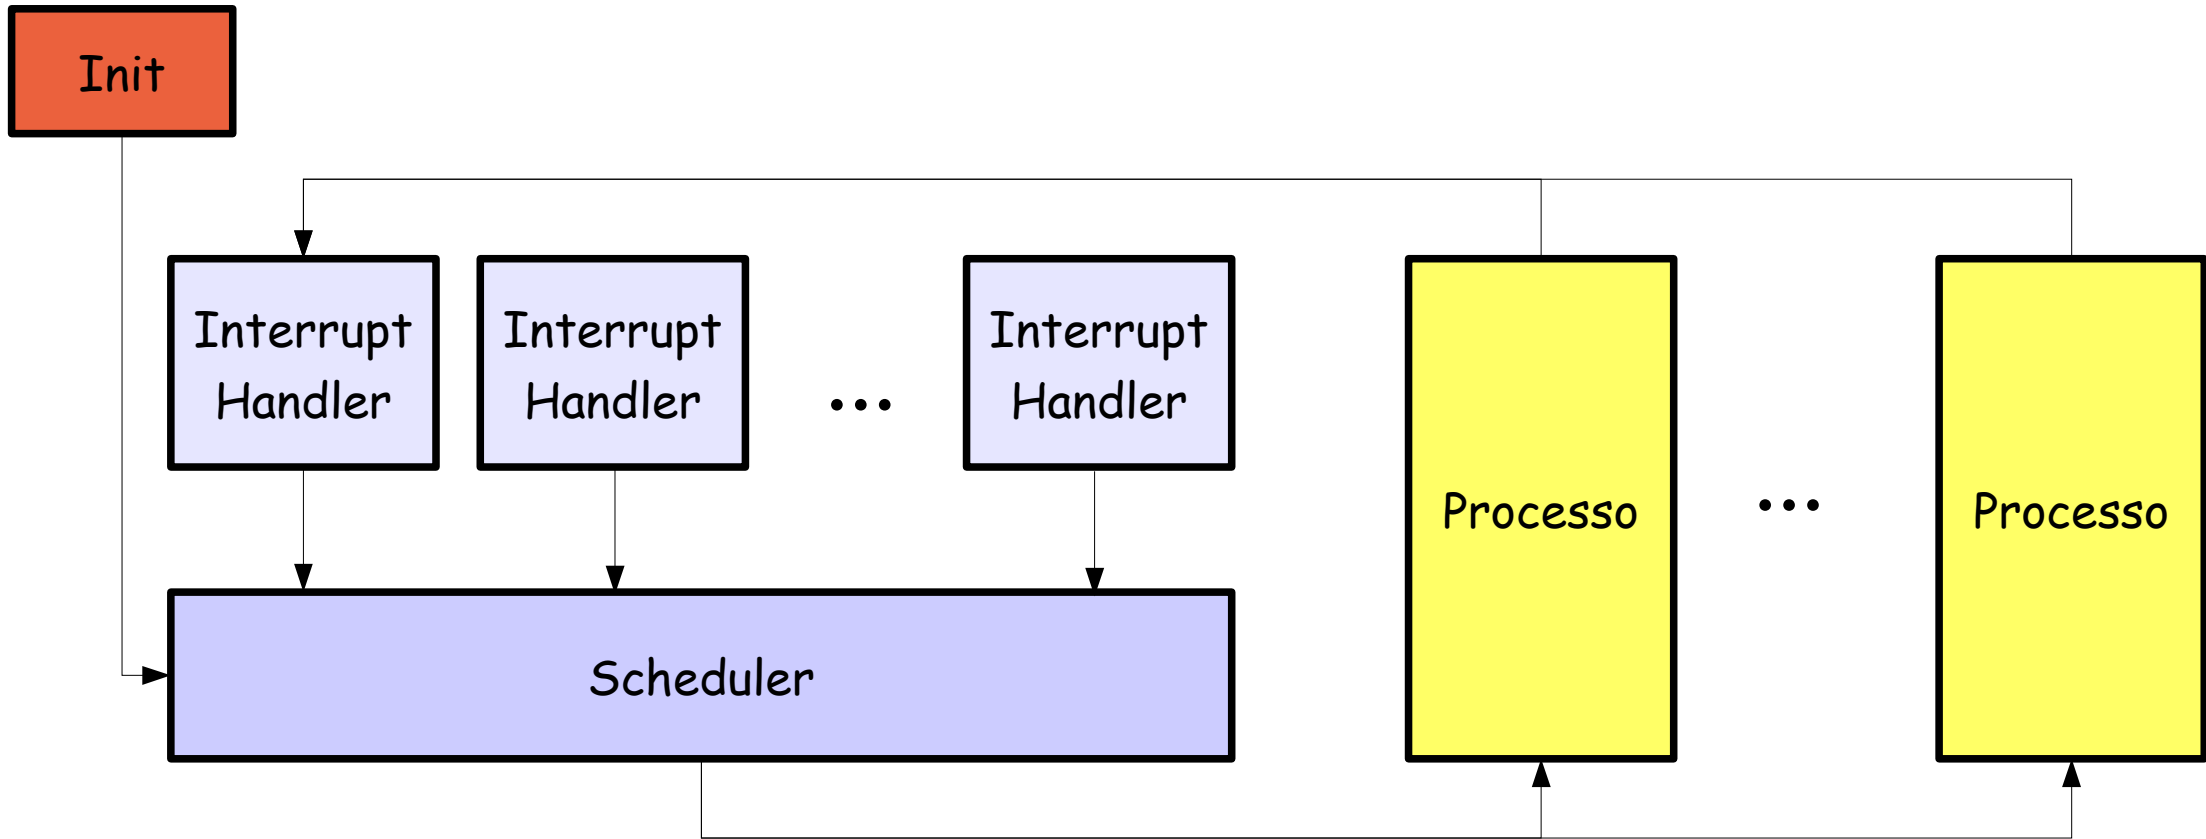 Init
Interrupt
Handler
Interrupt
Handler
...
Interrupt
Handler
Processo
...
Processo
Scheduler